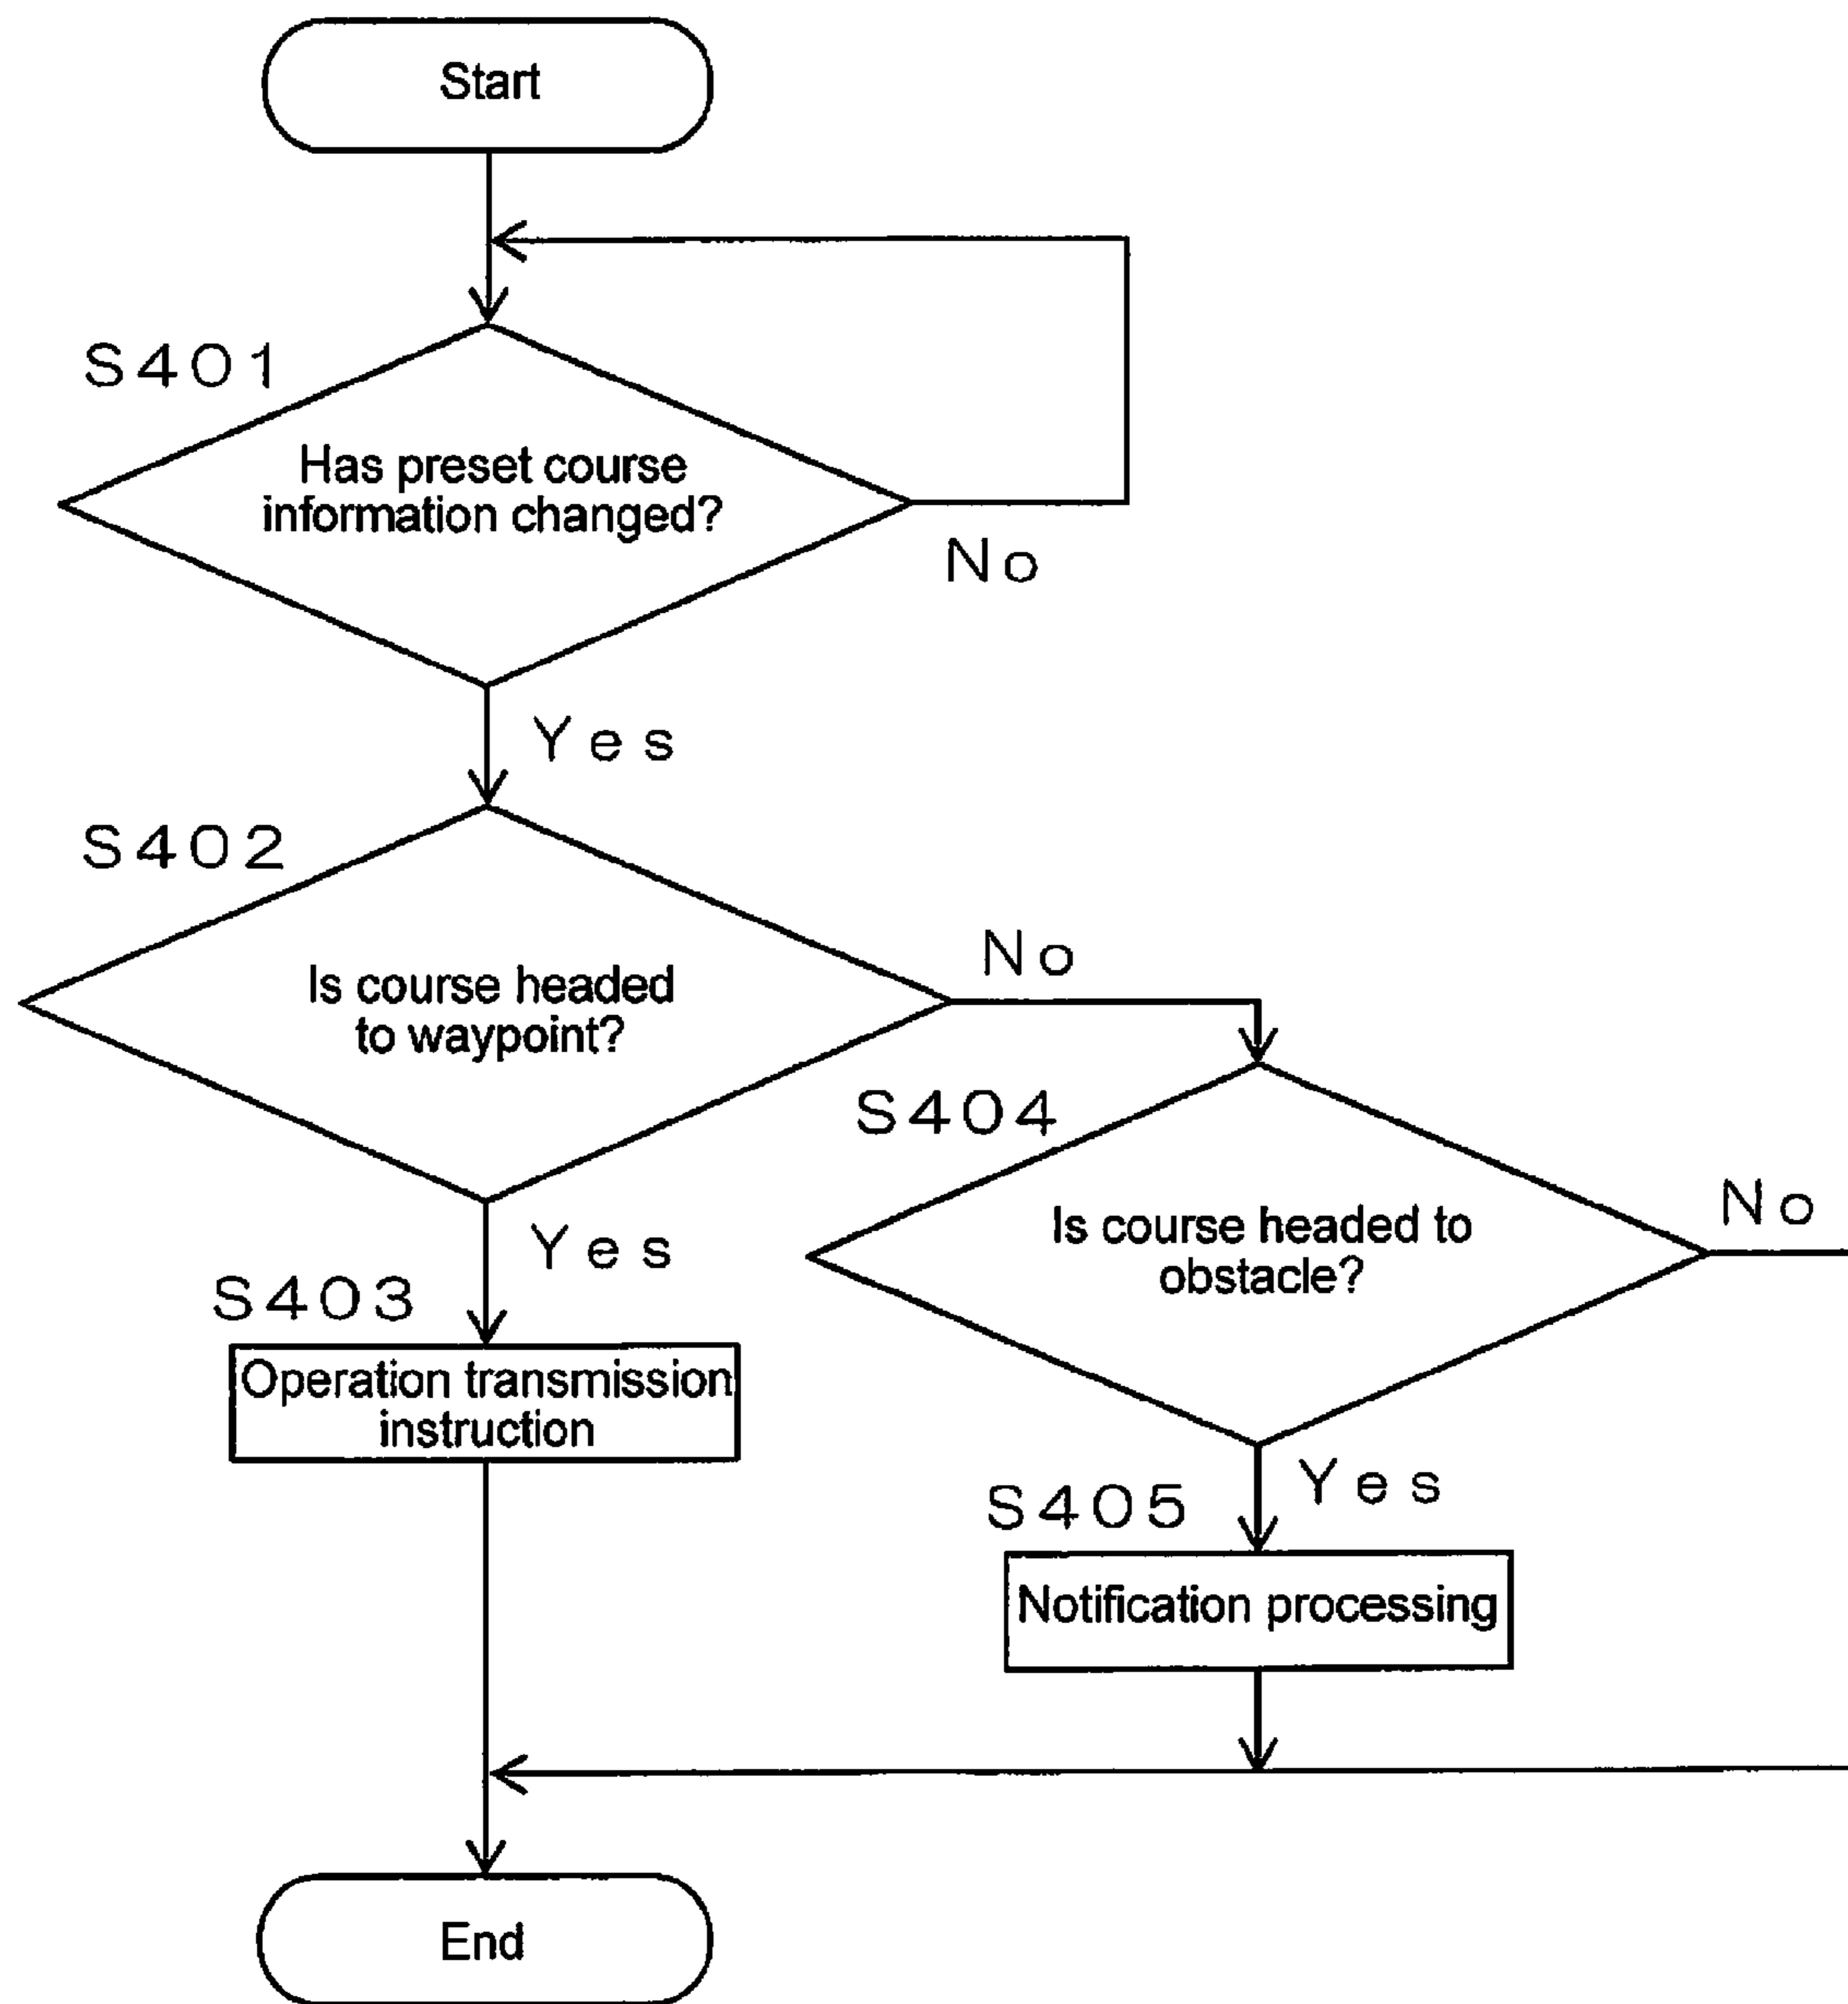 Start
S401
Has preset course
information changed?
No
Yes
S402
Is course headed
to waypoint?
No
S404
Is course headed to
obstacle?
No
Yes
S403
Operation transmission
instruction
Yes
S405
Notification processing
End